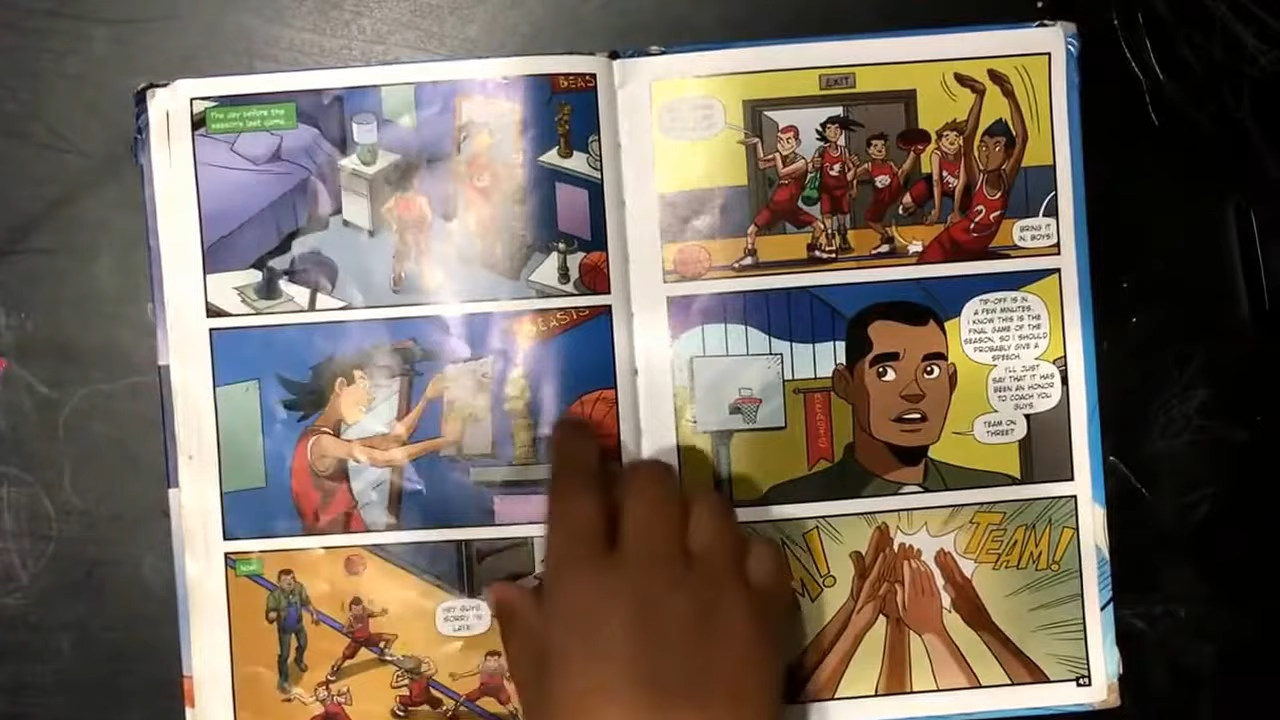 The day before the
season's last game...
BEAS
BEASTS
Now!
HEY GUYS,
SORRY I'M
LATE.
EXIT
BRING IT
IN, BOYS!
TIP-OFF IS IN
A FEW MINUTES.
I KNOW THIS IS THE
FINAL GAME OF THE
SEASON, SO I SHOULD
PROBABLY GIVE A
SPEECH.
I'LL JUST
SAY THAT IT HAS
BEEN AN HONOR
TO COACH YOU
GUYS.
TEAM ON
THREE?
M!
TEAM!